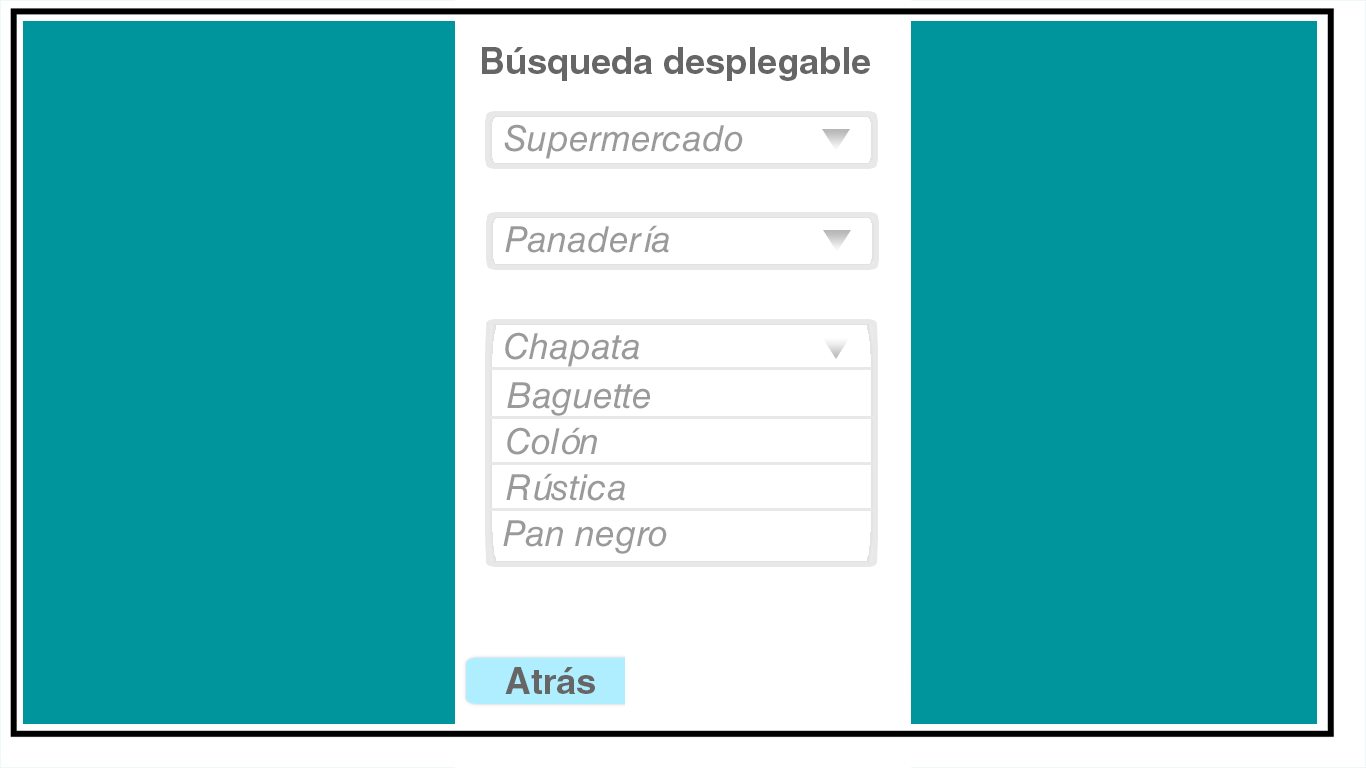 Búsqueda desplegable
Supermercado
Panadería
Chapata
Baguette
Colón
Rústica
Pan negro
Atrás